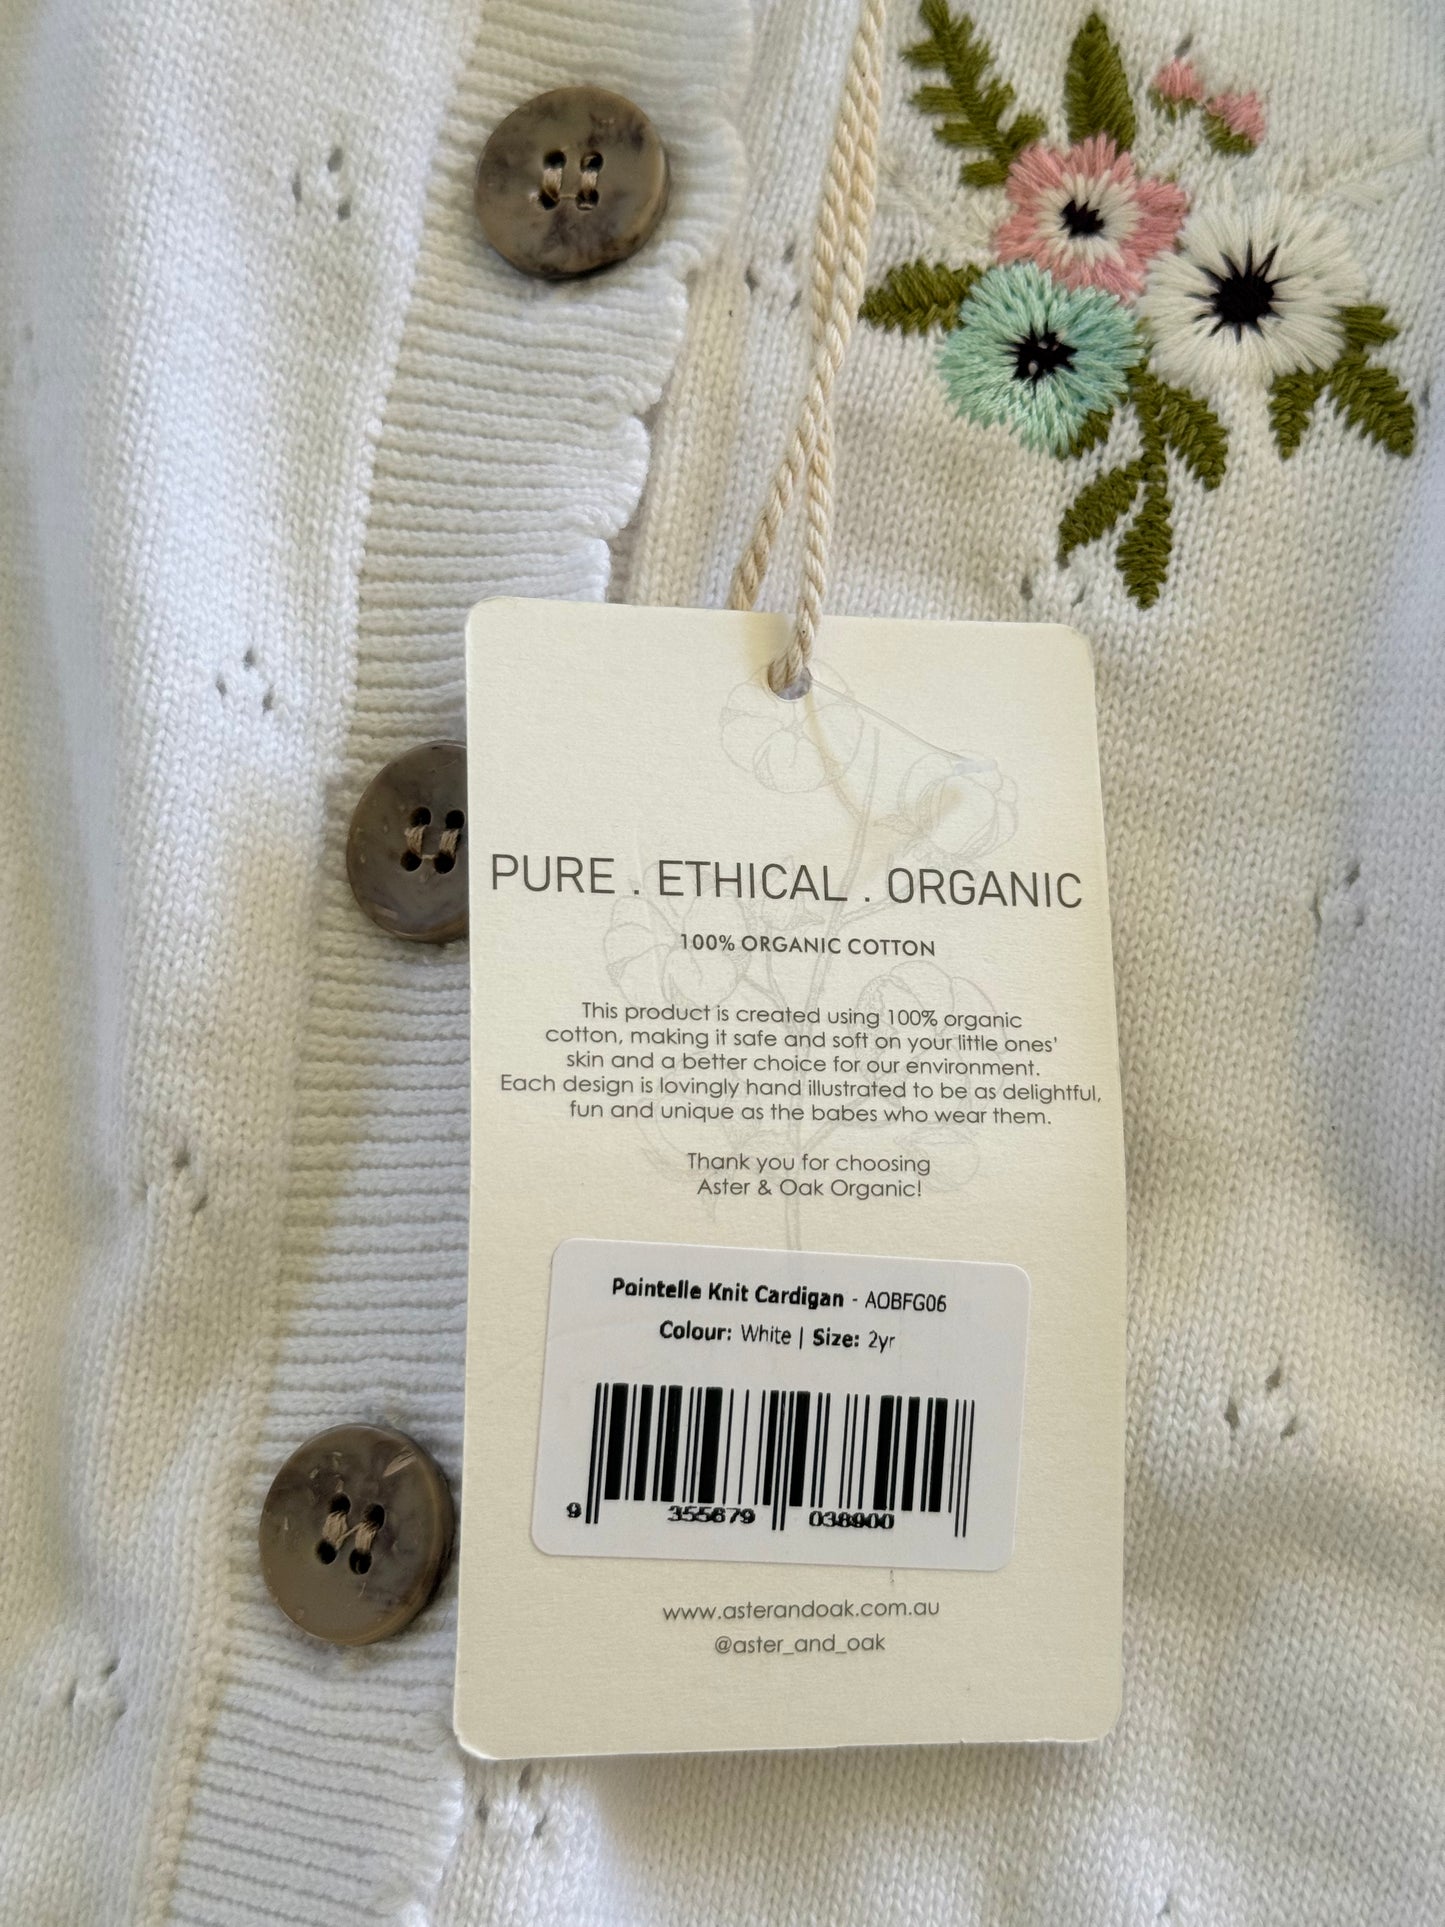 PURE . ETHICAL . ORGANIC
100% ORGANIC COTTON
This product is created using 100% organic
cotton, making it safe and soft on your little ones'
skin and a better choice for our environment.
Each design is lovingly hand illustrated to be as delightful,
fun and unique as the babes who wear them.
Thank you for choosing
Aster & Oak Organic!
Pointelle Knit Cardigan - AOBFG06
Colour: White | Size: 2yr
9 355679 038900
www.asterandoak.com.au
@aster_and_oak